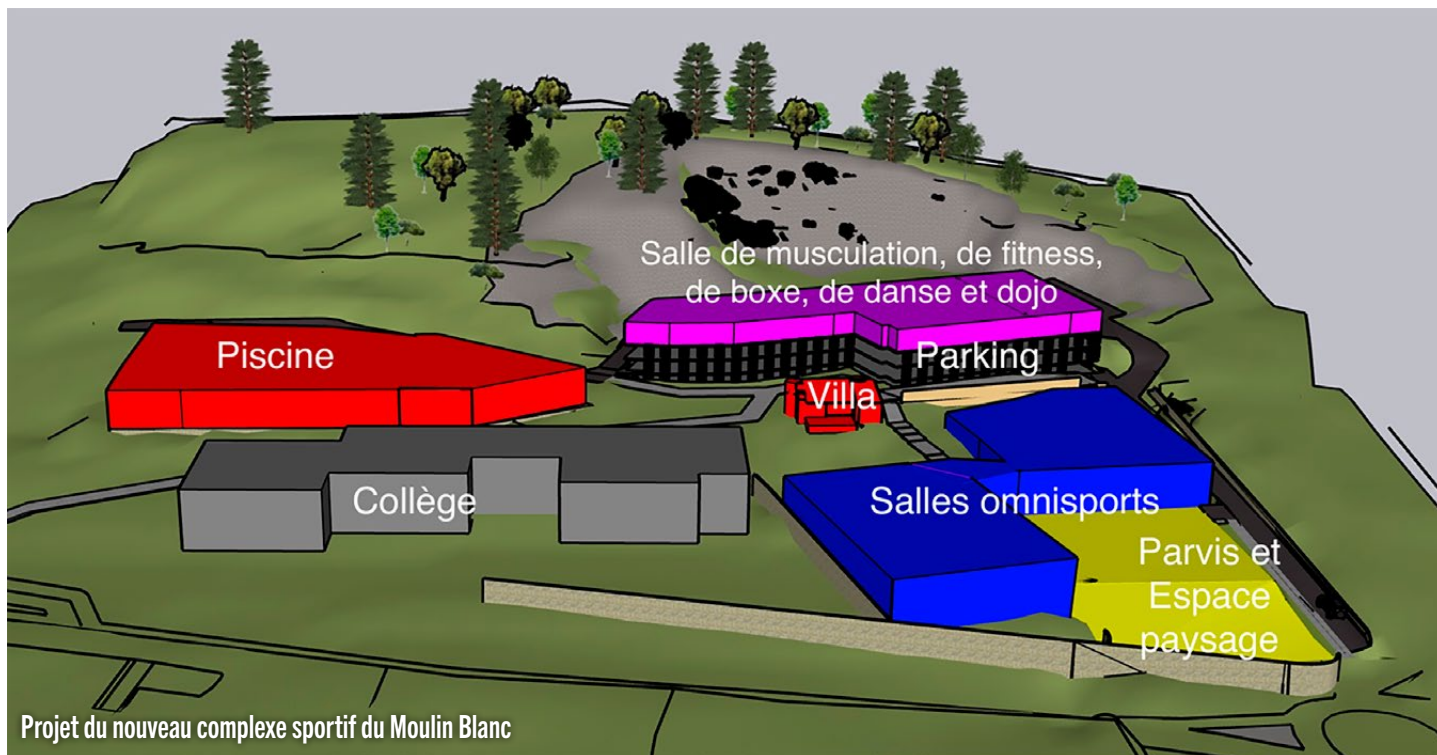 Salle de musculation, de fitness,
de boxe, de danse et dojo
Piscine
Parking
Villa
Collège
Salles omnisports
Parvis et
Espace
paysage
Projet du nouveau complexe sportif du Moulin Blanc